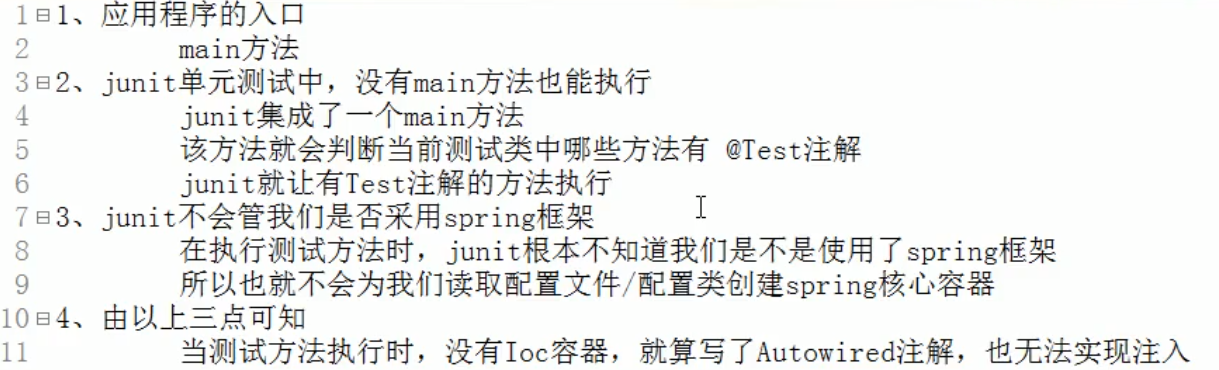 1 1、应用程序的入口
2 main方法
3 2、junit单元测试中，没有main方法也能执行
4 junit集成了一个main方法
5 该方法就会判断当前测试类中哪些方法有 @Test注解
6 junit就让有Test注解的方法执行
7 3、junit不会管我们是否采用spring框架
8 在执行测试方法时，junit根本不知道我们是不是使用了spring框架
9 所以也就不会为我们读取配置文件/配置类创建spring核心容器
10 4、由以上三点可知
11 当测试方法执行时，没有Ioc容器，就算写了Autowired注解，也无法实现注入